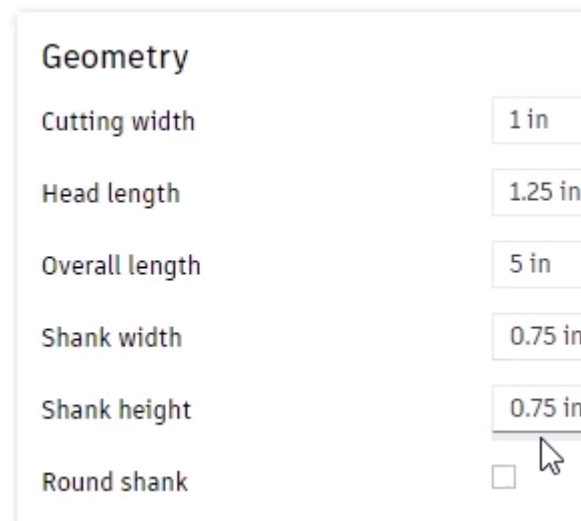 Geometry
Cutting width 1 in
Head length 1.25 in
Overall length 5 in
Shank width 0.75 in
Shank height 0.75 in
Round shank